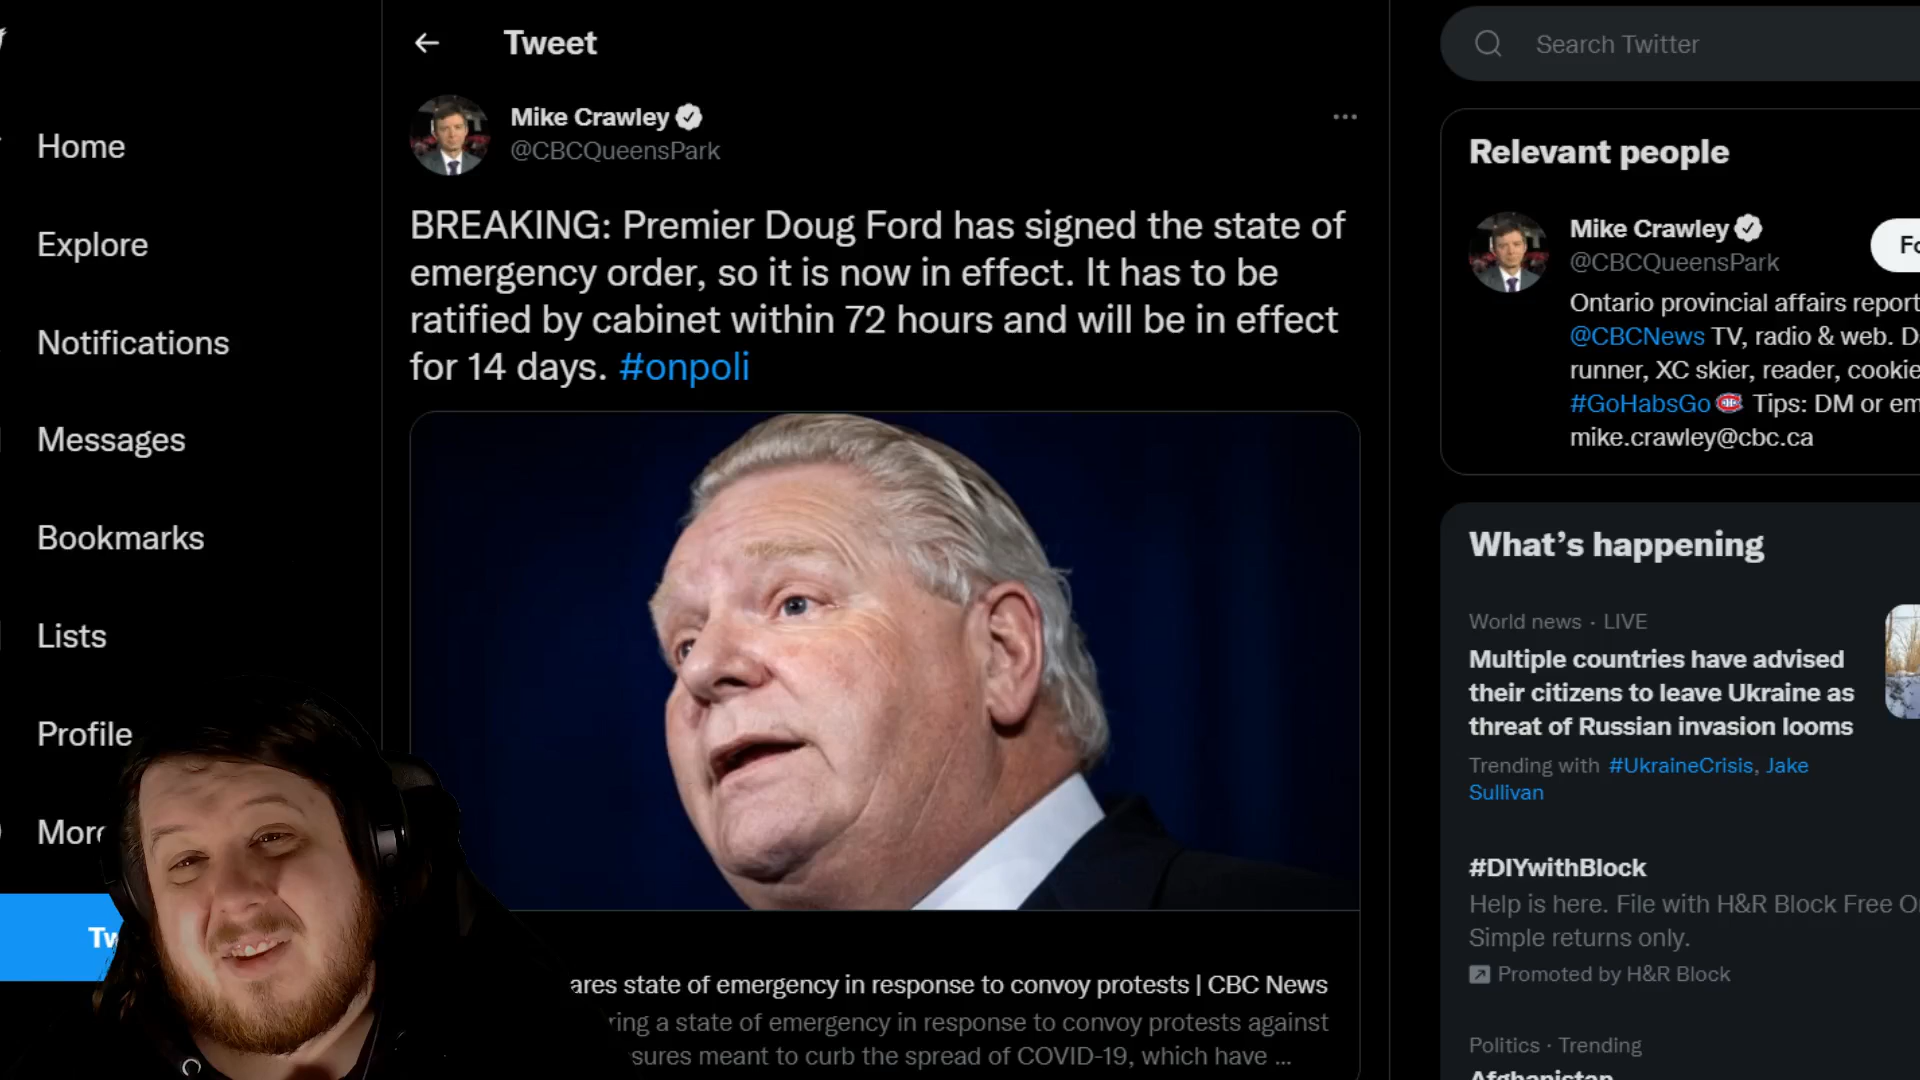 Home
Explore
Notifications
Messages
Bookmarks
Lists
Profile
More
Tw
Tweet
Mike Crawley
@CBCQueensPark
BREAKING: Premier Doug Ford has signed the state of
emergency order, so it is now in effect. It has to be
ratified by cabinet within 72 hours and will be in effect
for 14 days. #onpoli
ares state of emergency in response to convoy protests | CBC News
ring a state of emergency in response to convoy protests against
sures meant to curb the spread of COVID-19, which have ...
Search Twitter
Relevant people
Mike Crawley
Fo
@CBCQueensPark
Ontario provincial affairs report
@CBCNews TV, radio & web. D
runner, XC skier, reader, cookie
#GoHabsGo Tips: DM or em
mike.crawley@cbc.ca
What's happening
World news · LIVE
Multiple countries have advised
their citizens to leave Ukraine as
threat of Russian invasion looms
Trending with #UkraineCrisis, Jake
Sullivan
#DIYwithBlock
Help is here. File with H&R Block Free O
Simple returns only.
Promoted by H&R Block
Politics · Trending
Afghanistan